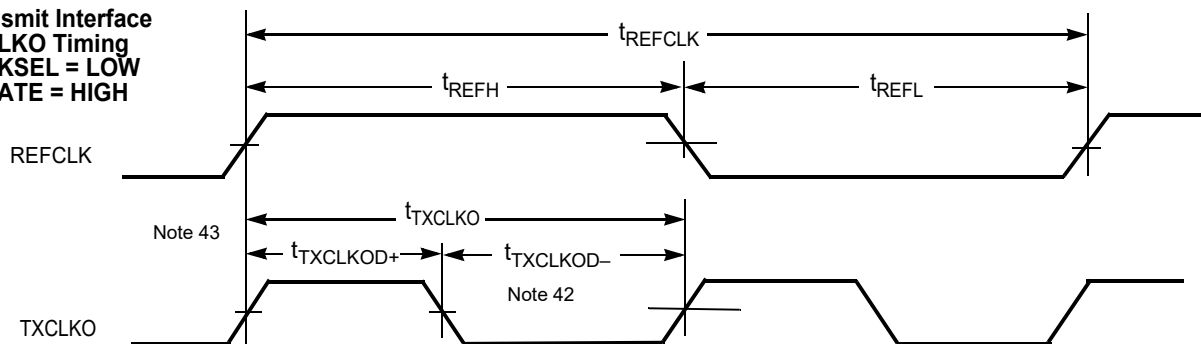 smit Interface
LKO Timing
KSEL = LOW
ATE = HIGH
tREFCLK
tREFH
tREFL
REFCLK
tTXCLKO
Note 43
tTXCLKOD+
tTXCLKOD–
Note 42
TXCLKO